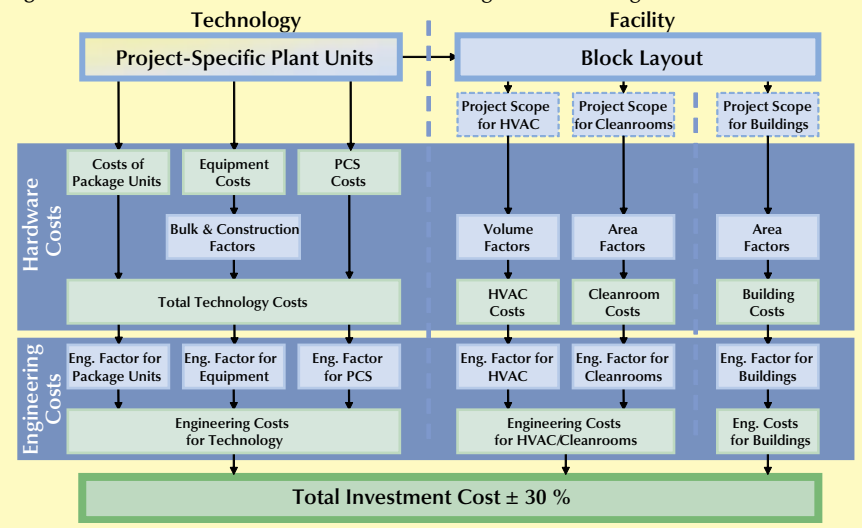 Technology
Facility
Project-Specific Plant Units
Block Layout
Project Scope
for HVAC
Project Scope
for Cleanrooms
Project Scope
for Buildings
Hardware
Costs
Costs of
Package Units
Equipment
Costs
PCS
Costs
Bulk & Construction
Factors
Volume
Factors
Area
Factors
Area
Factors
Total Technology Costs
HVAC
Costs
Cleanroom
Costs
Building
Costs
Engineering
Costs
Eng. Factor for
Package Units
Eng. Factor for
Equipment
Eng. Factor
for PCS
Eng. Factor for
HVAC
Eng. Factor for
Cleanrooms
Eng. Factor for
Buildings
Engineering Costs
for Technology
Engineering Costs
for HVAC/Cleanrooms
Eng. Costs
for Buildings
Total Investment Cost ± 30 %